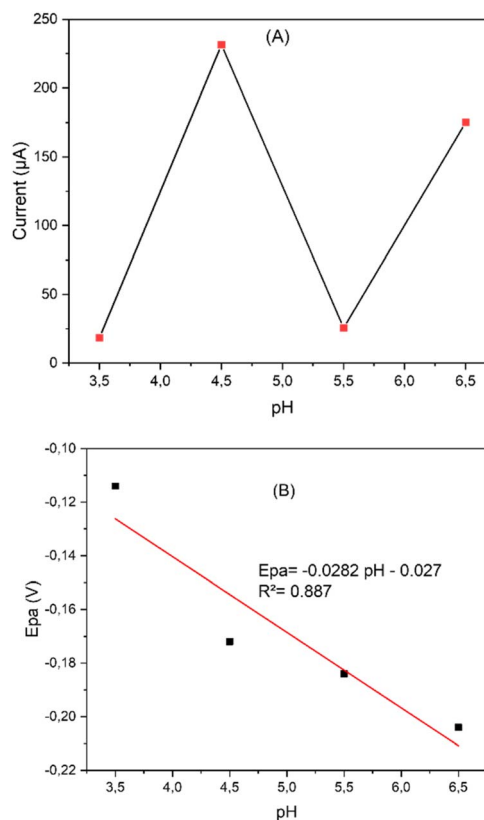 (A)
Current (µA)
250
200
150
100
50
0
3,5 4,0 4,5 5,0 5,5 6,0 6,5
pH
(B)
Epa (V)
-0,10
-0,12
-0,14
-0,16
-0,18
-0,20
-0,22
Epa= -0.0282 pH - 0.027
R²= 0.887
3,5 4,0 4,5 5,0 5,5 6,0 6,5
pH